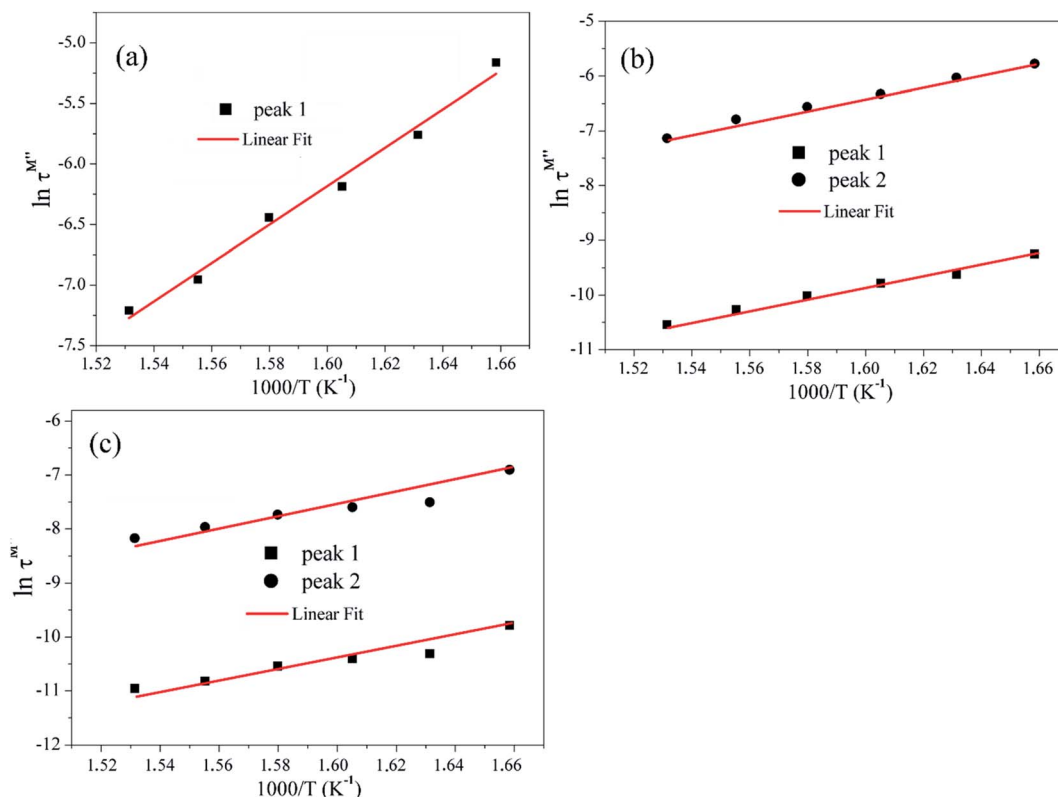 (a)
-5.0
-5.5
-6.0
-6.5
-7.0
-7.5
ln τᴹ"
peak 1
Linear Fit
1.52 1.54 1.56 1.58 1.60 1.62 1.64 1.66
1000/T (K⁻¹)
(b)
-5
-6
-7
-8
-9
-10
-11
ln τᴹ"
peak 1
peak 2
Linear Fit
1.52 1.54 1.56 1.58 1.60 1.62 1.64 1.66
1000/T (K⁻¹)
(c)
-6
-7
-8
-9
-10
-11
-12
ln τᴹ
peak 1
peak 2
Linear Fit
1.52 1.54 1.56 1.58 1.60 1.62 1.64 1.66
1000/T (K⁻¹)